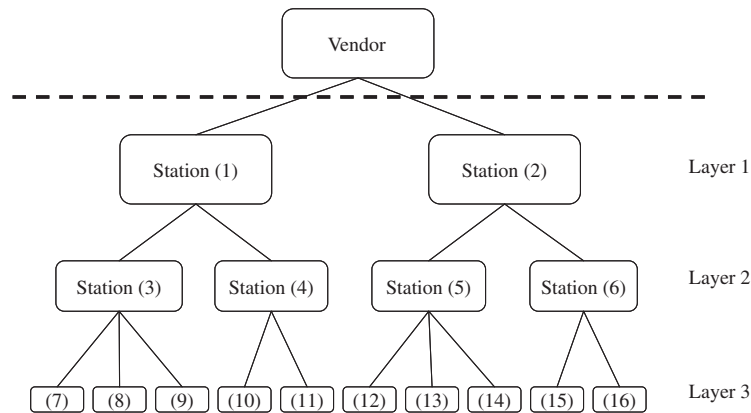 Vendor
Station (1) Station (2) Layer 1
Station (3) Station (4) Station (5) Station (6) Layer 2
(7) (8) (9) (10) (11) (12) (13) (14) (15) (16) Layer 3